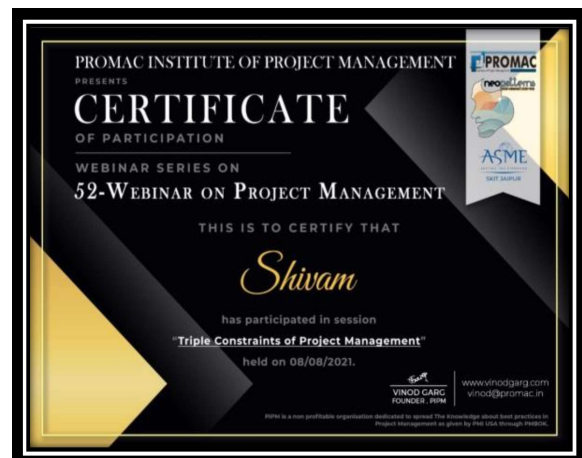 PROMAC INSTITUTE OF PROJECT MANAGEMENT
PRESENTS
CERTIFICATE
OF PARTICIPATION
WEBINAR SERIES ON
52-WEBINAR ON PROJECT MANAGEMENT
THIS IS TO CERTIFY THAT
Shivam
has participated in session
"Triple Constraints of Project Management"
held on 08/08/2021.
VINOD GARG
FOUNDER, PIPM
www.vinodgarg.com
vinod@promac.in
PIPM is a non profitable organisation dedicated to spread The Knowledge about best practices in
Project Management as given by PMI USA through PMBOK.
PROMAC
neopatterns
ASME
SKIT JAIPUR